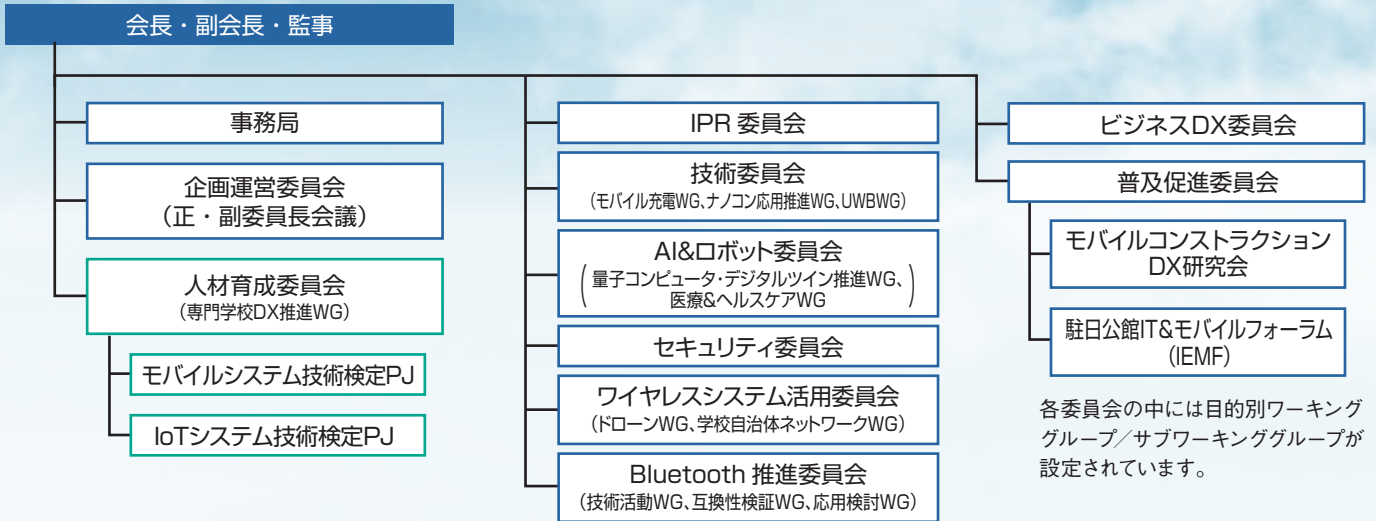 会長・副会長・監事
事務局
企画運営委員会
(正・副委員長会議)
人材育成委員会
(専門学校DX推進WG)
モバイルシステム技術検定PJ
IoTシステム技術検定PJ
IPR 委員会
技術委員会
(モバイル充電WG、ナノコン応用推進WG、UWBWG)
AI&ロボット委員会
(量子コンピュータ・デジタルツイン推進WG、
医療&ヘルスケアWG)
セキュリティ委員会
ワイヤレスシステム活用委員会
(ドローンWG、学校自治体ネットワークWG)
Bluetooth 推進委員会
(技術活動WG、互換性検証WG、応用検討WG)
ビジネスDX委員会
普及促進委員会
モバイルコンストラクション
DX研究会
駐日公館IT&モバイルフォーラム
(IEMF)
各委員会の中には目的別ワーキング
グループ/サブワーキンググループが
設定されています。